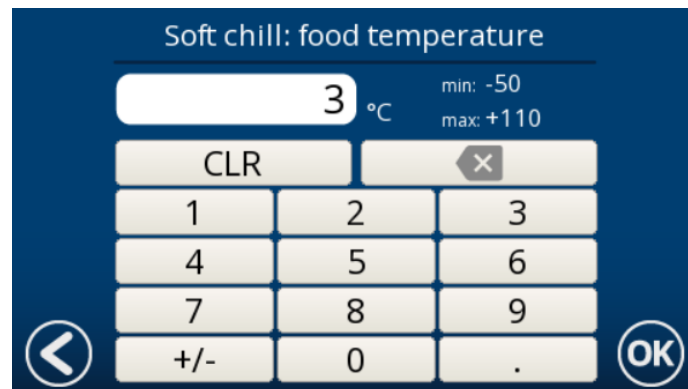 Soft chill: food temperature
3 °C
min: -50
max: +110
CLR
1 2 3
4 5 6
7 8 9
+/- 0 .
OK